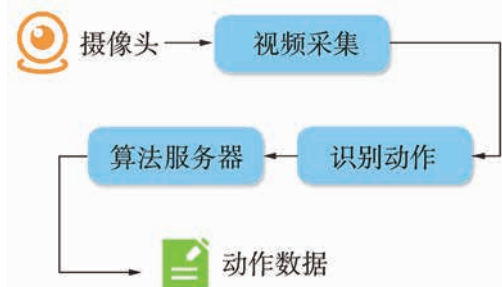 摄像头
视频采集
算法服务器
识别动作
动作数据